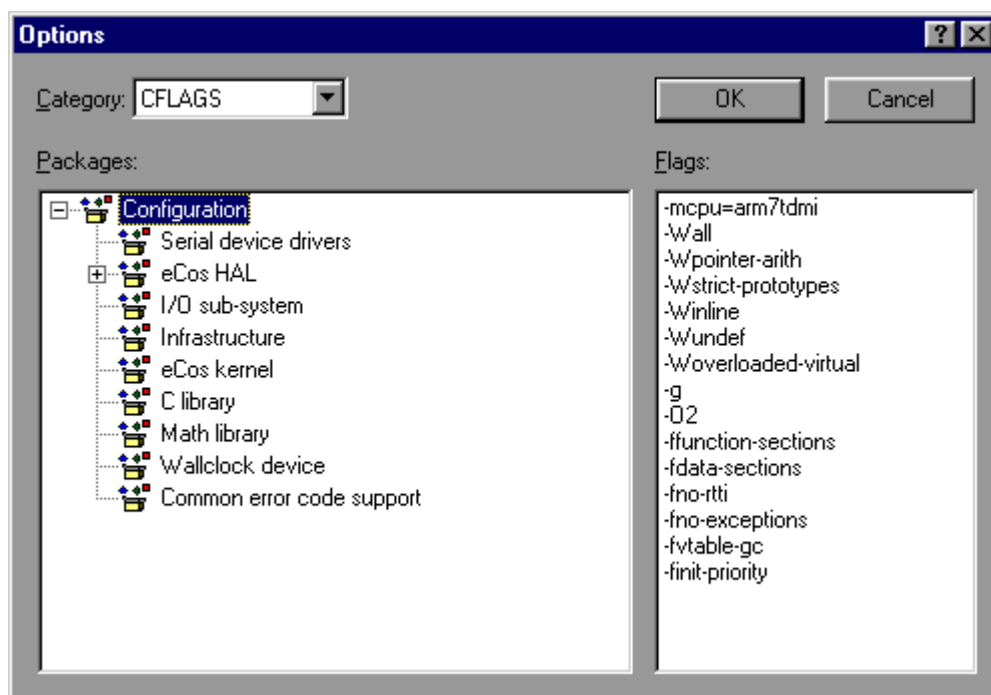 Options
Category: CFLAGS
OK
Cancel
Packages:
Flags:
Configuration
Serial device drivers
eCos HAL
I/O sub-system
Infrastructure
eCos kernel
C library
Math library
Wallclock device
Common error code support
-mcpu=arm7tdmi
-Wall
-Wpointer-arith
-Wstrict-prototypes
-Winline
-Wundef
-Woverloaded-virtual
-g
-O2
-ffunction-sections
-fdata-sections
-fno-rtti
-fno-exceptions
-fvtable-gc
-finit-priority